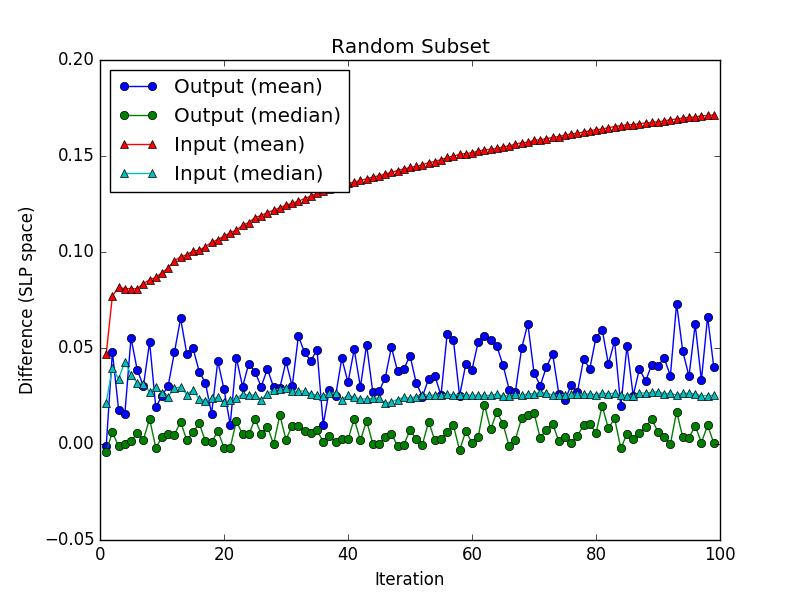 Random Subset
0.20
0.15
0.10
0.05
0.00
−0.05
Difference (SLP space)
Output (mean)
Output (median)
Input (mean)
Input (median)
0 20 40 60 80 100
Iteration